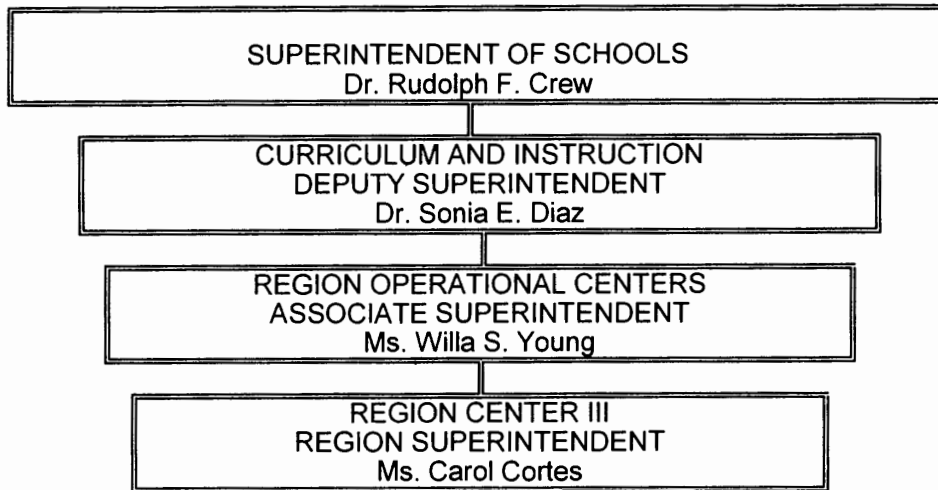 SUPERINTENDENT OF SCHOOLS
Dr. Rudolph F. Crew
CURRICULUM AND INSTRUCTION
DEPUTY SUPERINTENDENT
Dr. Sonia E. Diaz
REGION OPERATIONAL CENTERS
ASSOCIATE SUPERINTENDENT
Ms. Willa S. Young
REGION CENTER III
REGION SUPERINTENDENT
Ms. Carol Cortes